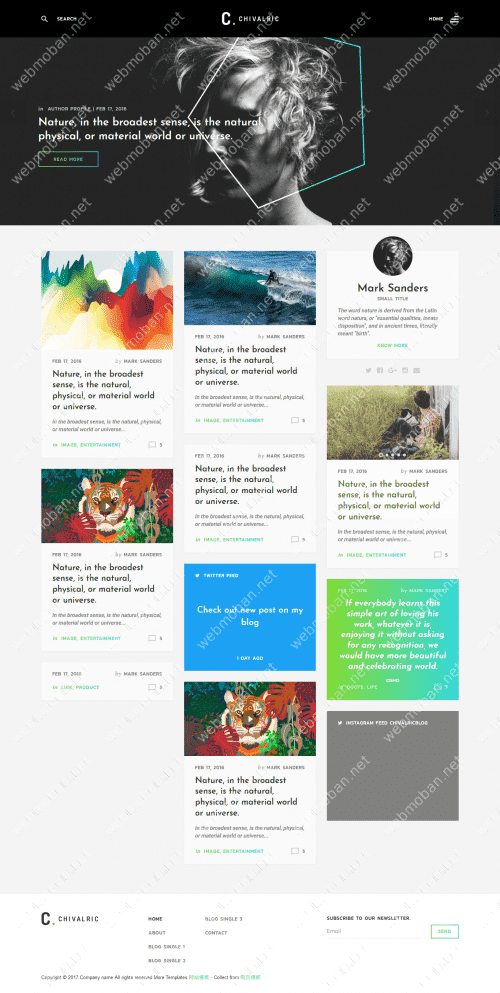 SEARCH
C. CHIVALRIC
HOME
in AUTHOR PROFILE | FEB 17, 2016
Nature, in the broadest sense, is the natural,
physical, or material world or universe.
READ MORE
FEB 17, 2016 by MARK SANDERS
Nature, in the broadest
sense, is the natural,
physical, or material world
or universe.
In the broadest sense, is the natural, physical,
or material world or universe...
in IMAGE, ENTERTAINMENT 5
FEB 17, 2016 by MARK SANDERS
Nature, in the broadest
sense, is the natural,
physical, or material world
or universe.
In the broadest sense, is the natural, physical,
or material world or universe...
in IMAGE, ENTERTAINMENT 5
FEB 17, 2016 by MARK SANDERS
in LINK, PRODUCT 3
FEB 17, 2016 by MARK SANDERS
Nature, in the broadest
sense, is the natural,
physical, or material world
or universe.
In the broadest sense, is the natural, physical,
or material world or universe...
in IMAGE, ENTERTAINMENT 5
FEB 17, 2016 by MARK SANDERS
Nature, in the broadest
sense, is the natural,
physical, or material world
or universe.
In the broadest sense, is the natural, physical,
or material world or universe...
in IMAGE, ENTERTAINMENT 5
TWITTER FEED
Check out new post on my
blog
1 DAY AGO
FEB 17, 2016 by MARK SANDERS
Nature, in the broadest
sense, is the natural,
physical, or material world
or universe.
In the broadest sense, is the natural, physical,
or material world or universe...
in IMAGE, ENTERTAINMENT 5
Mark Sanders
SMALL TITLE
The word nature is derived from the Latin
word natura, or "essential qualities, innate
disposition", and in ancient times, literally
meant "birth".
KNOW MORE
FEB 17, 2016 by MARK SANDERS
Nature, in the broadest
sense, is the natural,
physical, or material world
or universe.
In the broadest sense, is the natural, physical,
or material world or universe...
in IMAGE, ENTERTAINMENT 5
FEB 17, 2016 by MARK SANDERS
If everybody learns this
simple art of loving his
work, whatever it is,
enjoying it without asking
for any recognition, we
would have more beautiful
and celebrating world.
OSHO
in QUOTE, LIFE
INSTAGRAM FEED CHIVALRICBLOG
C. CHIVALRIC
HOME
ABOUT
BLOG SINGLE 1
BLOG SINGLE 2
BLOG SINGLE 3
CONTACT
SUBSCRIBE TO OUR NEWSLETTER.
Email
SEND
Copyright © 2017.Company name All rights reserved.More Templates - Collect from
webmoban.net